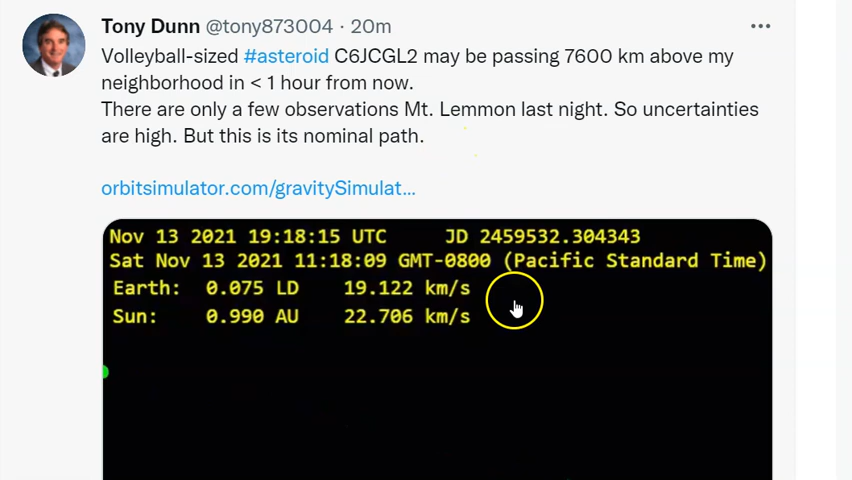 Tony Dunn @tony873004 · 20m
Volleyball-sized #asteroid C6JCGL2 may be passing 7600 km above my
neighborhood in < 1 hour from now.
There are only a few observations Mt. Lemmon last night. So uncertainties
are high. But this is its nominal path.
orbitsimulator.com/gravitySimulat...
Nov 13 2021 19:18:15 UTC JD 2459532.304343
Sat Nov 13 2021 11:18:09 GMT-0800 (Pacific Standard Time)
Earth: 0.075 LD 19.122 km/s
Sun: 0.990 AU 22.706 km/s